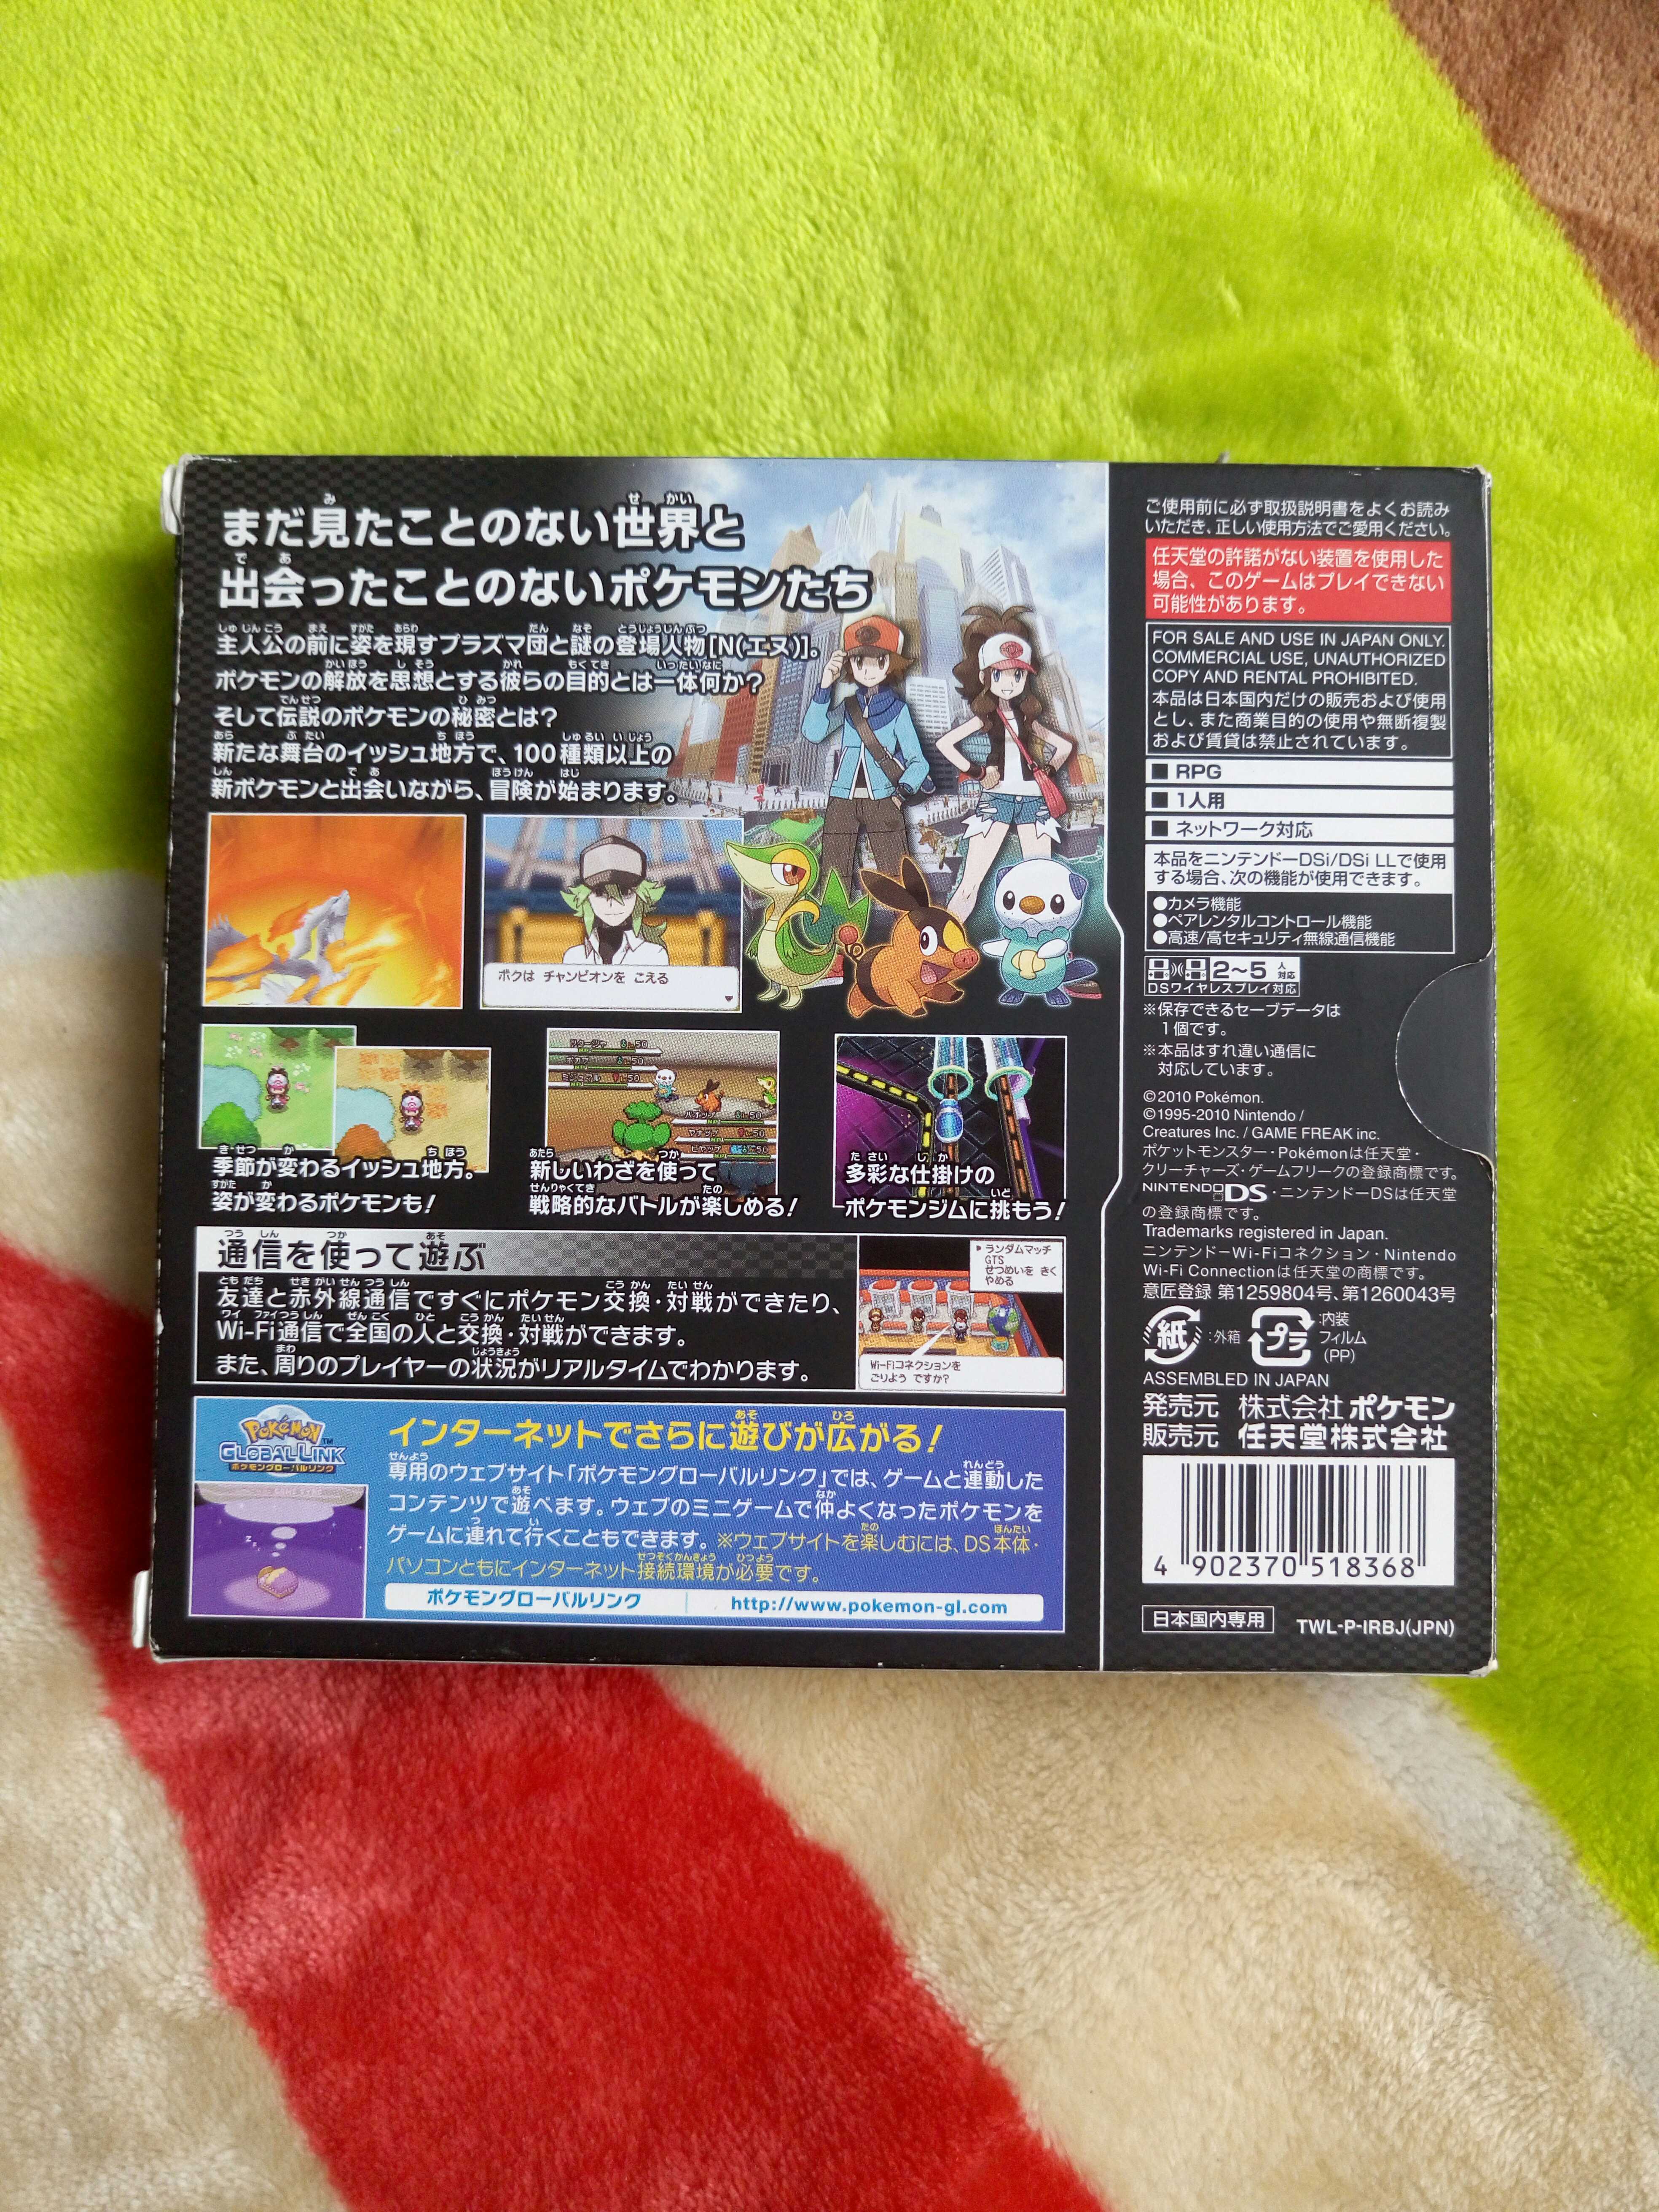 まだ見たことのない世界と
出会ったことのないポケモンたち
主人公の前に姿を現すプラズマ団と謎の登場人物[N(エヌ)]。
ポケモンの解放を思想とする彼らの目的とは一体何か?
そして伝説のポケモンの秘密とは?
新たな舞台のイッシュ地方で、100種類以上の
新ポケモンと出会いながら、冒険が始まります。
ボクは チャンピオンを こえる
季節が変わるイッシュ地方。
姿が変わるポケモンも!
新しいわざを使って
戦略的なバトルが楽しめる!
多彩な仕掛けの
ポケモンジムに挑もう!
通信を使って遊ぶ
友達と赤外線通信ですぐにポケモン交換・対戦ができたり、
Wi-Fi通信で全国の人と交換・対戦ができます。
また、周りのプレイヤーの状況がリアルタイムでわかります。
ランダムマッチ
GTS
せつめいを きく
やめる
Wi-Fiコネクションを
ごりよう ですか?
POKéMON
GLOBAL LINK
ポケモングローバルリンク
インターネットでさらに遊びが広がる!
専用のウェブサイト「ポケモングローバルリンク」では、ゲームと連動した
コンテンツで遊べます。ウェブのミニゲームで仲よくなったポケモンを
ゲームに連れて行くこともできます。※ウェブサイトを楽しむには、DS本体・
パソコンともにインターネット接続環境が必要です。
ポケモングローバルリンク http://www.pokemon-gl.com
ご使用前に必ず取扱説明書をよくお読み
いただき、正しい使用方法でご愛用ください。
任天堂の許諾がない装置を使用した
場合、このゲームはプレイできない
可能性があります。
FOR SALE AND USE IN JAPAN ONLY.
COMMERCIAL USE, UNAUTHORIZED
COPY AND RENTAL PROHIBITED.
本品は日本国内だけの販売および使用
とし、また商業目的の使用や無断複製
および賃貸は禁止されています。
■ RPG
■ 1人用
■ ネットワーク対応
本品をニンテンドーDSi/DSi LLで使用
する場合、次の機能が使用できます。
●カメラ機能
●ペアレンタルコントロール機能
●高速/高セキュリティ無線通信機能
2~5人対応
DSワイヤレスプレイ対応
※保存できるセーブデータは
1個です。
※本品はすれ違い通信に
対応しています。
©2010 Pokémon.
©1995-2010 Nintendo /
Creatures Inc. / GAME FREAK inc.
ポケットモンスター・Pokémonは任天堂・
クリーチャーズ・ゲームフリークの登録商標です。
NINTENDO DS・ニンテンドーDSは任天堂
の登録商標です。
Trademarks registered in Japan.
ニンテンドーWi-Fiコネクション・Nintendo
Wi-Fi Connectionは任天堂の商標です。
意匠登録 第1259804号、第1260043号
紙 :外箱 プラ :内装
フィルム
(PP)
ASSEMBLED IN JAPAN
発売元 株式会社 ポケモン
販売元 任天堂株式会社
4 902370 518368
日本国内専用 TWL-P-IRBJ(JPN)